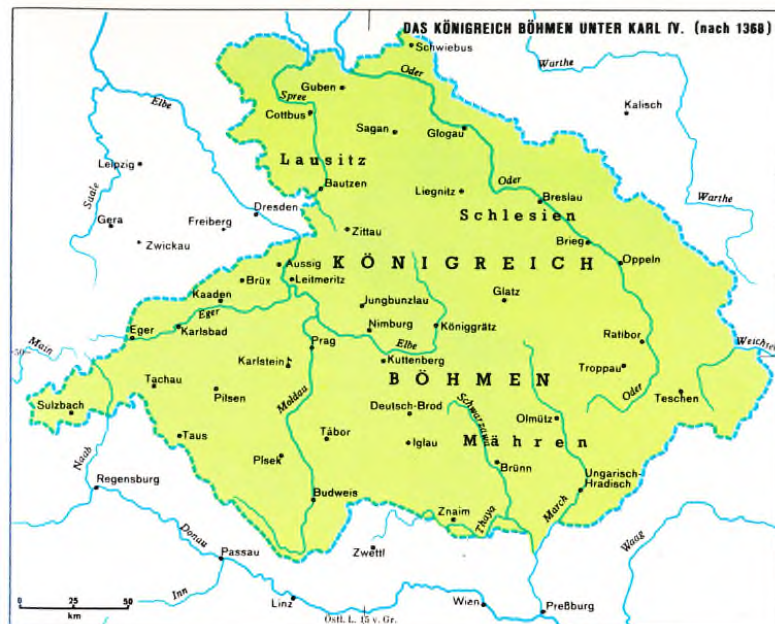 DAS KÖNIGREICH BÖHMEN UNTER KARL IV. (nach 1368)
Schwiebus
Warthe
Oder
Guben
Elbe
Spree
Kalisch
Cottbus
Sagan
Glogau
Lausitz
Leipzig
Oder
Bautzen
Liegnitz
Saale
Breslau
Warthe
Dresden
Schlesien
Gera
Freiberg
Zittau
Brieg
Zwickau
Oppeln
Aussig
KÖNIGREICH
Brüx
Leitmeritz
Kaaden
Jungbunzlau
Glatz
Eger
Nimburg
Königgrätz
Eger
Karlsbad
Prag
Elbe
Ratibor
Main
50
Weichsel
Karlstein
Kuttenberg
Troppau
BÖHMEN
Tachau
Pilsen
Moldau
Oder
Teschen
Sulzbach
Deutsch-Brod
Schwarzawa
Olmütz
Taus
Tábor
Iglau
Mähren
Naab
Pisek
Brünn
Ungarisch-
Hradisch
Regensburg
Budweis
March
Znaim
Thaya
Donau
Zwettl
Waag
Passau
Inn
0 25 50
km
Linz
Wien
Preßburg
Östl. L. 15 v. Gr.